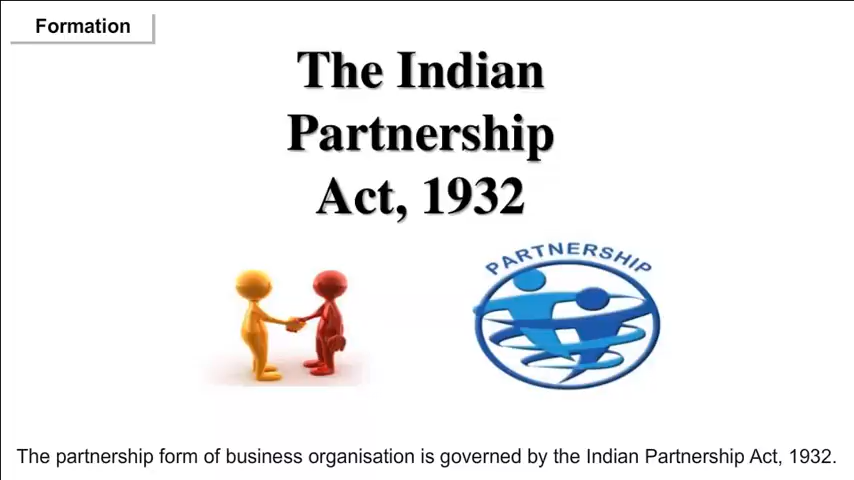 Formation
The Indian
Partnership
Act, 1932
PARTNERSHIP
The partnership form of business organisation is governed by the Indian Partnership Act, 1932.